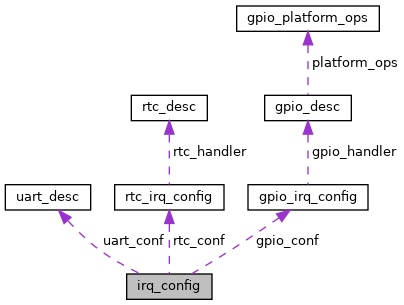 gpio_platform_ops
platform_ops
rtc_desc
gpio_desc
rtc_handler
gpio_handler
uart_desc
rtc_irq_config
gpio_irq_config
uart_conf
rtc_conf
gpio_conf
irq_config